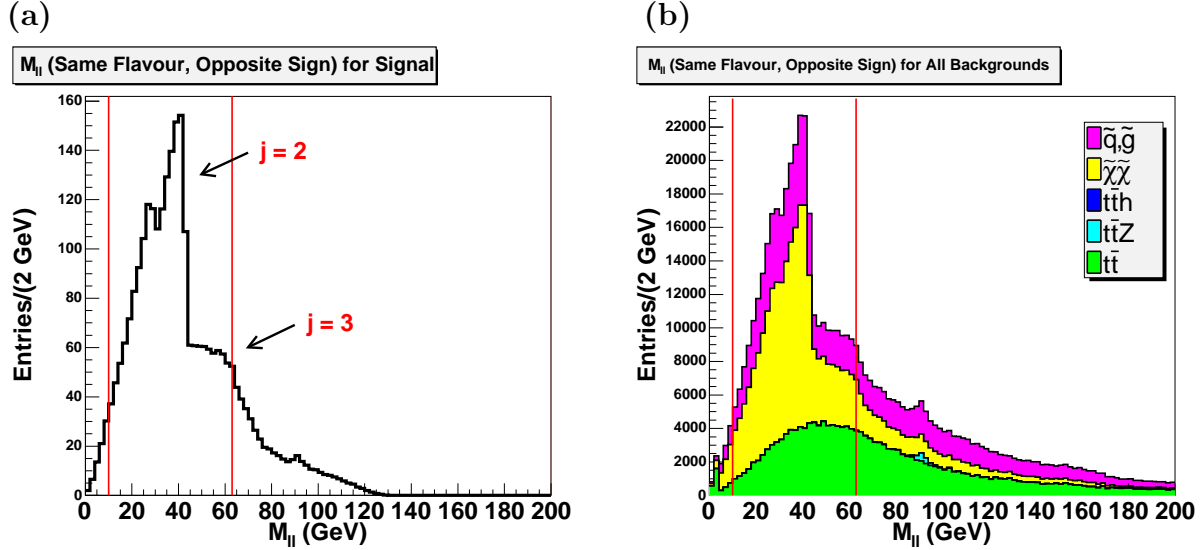 (a)
M_ll (Same Flavour, Opposite Sign) for Signal
Entries/(2 GeV)
160
140
120
100
80
60
40
20
0
j = 2
j = 3
0 20 40 60 80 100 120 140 160 180 200
M_ll (GeV)
(b)
M_ll (Same Flavour, Opposite Sign) for All Backgrounds
Entries/(2 GeV)
22000
20000
18000
16000
14000
12000
10000
8000
6000
4000
2000
0
q̃,g̃
χ̃χ̃
tt̄h
tt̄Z
tt̄
0 20 40 60 80 100 120 140 160 180 200
M_ll (GeV)